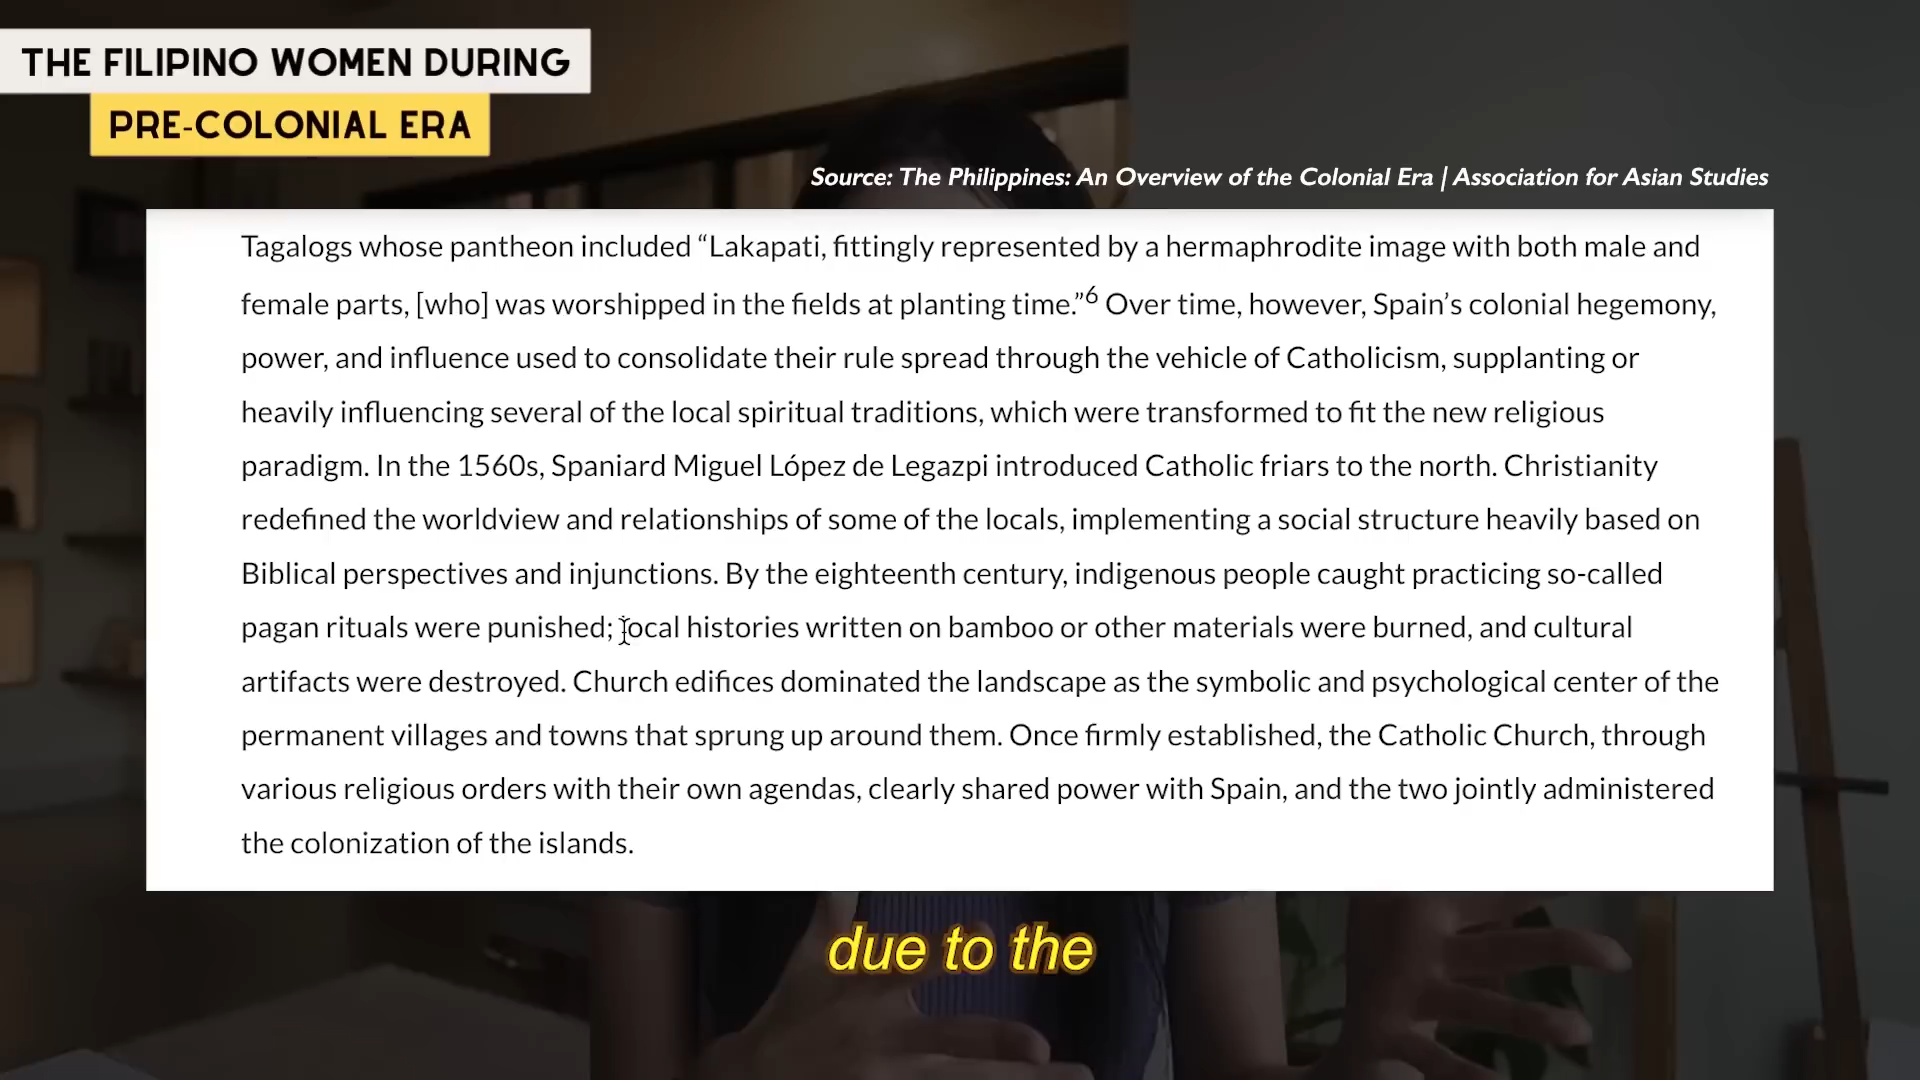 THE FILIPINO WOMEN DURING
PRE-COLONIAL ERA
Source: The Philippines: An Overview of the Colonial Era | Association for Asian Studies
Tagalogs whose pantheon included “Lakapati, fittingly represented by a hermaphrodite image with both male and
female parts, [who] was worshipped in the fields at planting time.”6 Over time, however, Spain’s colonial hegemony,
power, and influence used to consolidate their rule spread through the vehicle of Catholicism, supplanting or
heavily influencing several of the local spiritual traditions, which were transformed to fit the new religious
paradigm. In the 1560s, Spaniard Miguel López de Legazpi introduced Catholic friars to the north. Christianity
redefined the worldview and relationships of some of the locals, implementing a social structure heavily based on
Biblical perspectives and injunctions. By the eighteenth century, indigenous people caught practicing so-called
pagan rituals were punished; local histories written on bamboo or other materials were burned, and cultural
artifacts were destroyed. Church edifices dominated the landscape as the symbolic and psychological center of the
permanent villages and towns that sprung up around them. Once firmly established, the Catholic Church, through
various religious orders with their own agendas, clearly shared power with Spain, and the two jointly administered
the colonization of the islands.
due to the